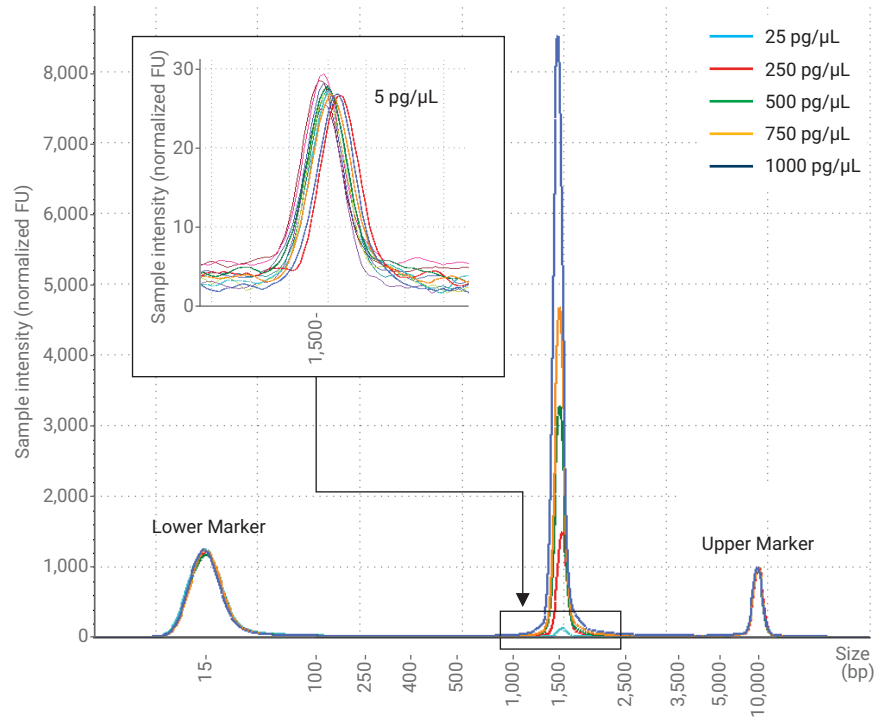 Sample intensity (normalized FU)
8,000
7,000
6,000
5,000
4,000
3,000
2,000
1,000
0
Sample intensity (normalized FU)
30
20
10
0
1,500
5 pg/µL
25 pg/µL
250 pg/µL
500 pg/µL
750 pg/µL
1000 pg/µL
Lower Marker
Upper Marker
15
100
250
400
500
1,000
1,500
2,500
3,500
5,000
10,000
Size
(bp)